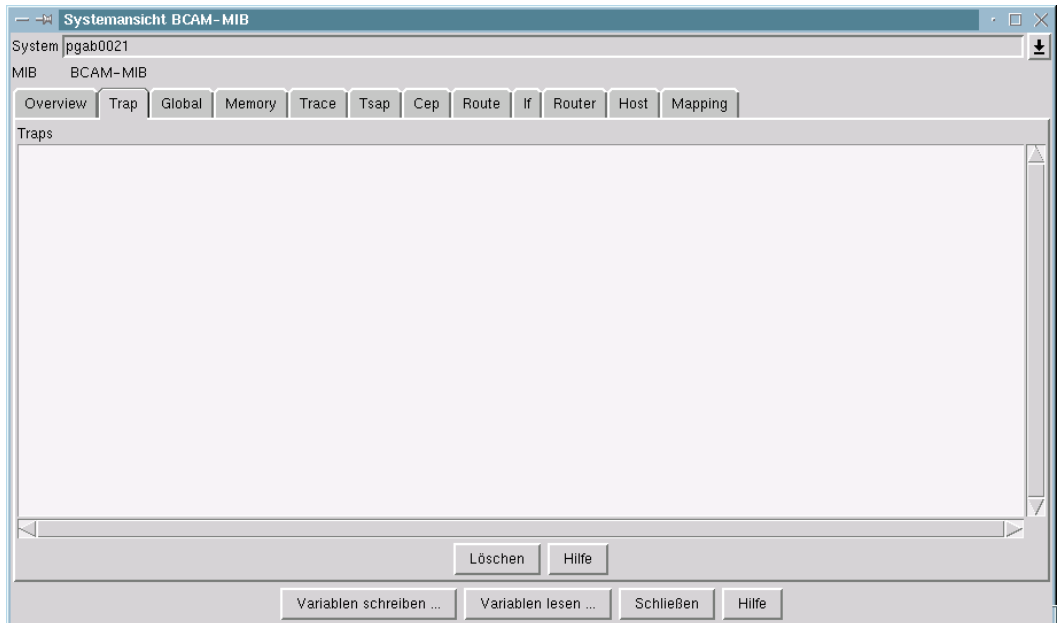 Systemansicht BCAM-MIB
System pgab0021
MIB BCAM-MIB
Overview Trap Global Memory Trace Tsap Cep Route If Router Host Mapping
Traps
Löschen Hilfe
Variablen schreiben ... Variablen lesen ... Schließen Hilfe